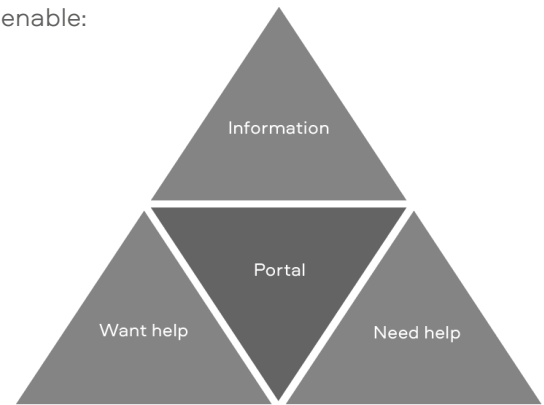 enable:
Information
Portal
Want help
Need help